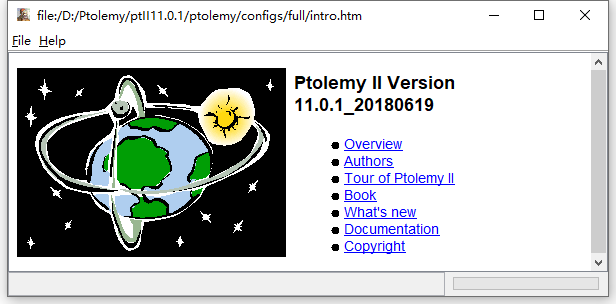 file:/D:/Ptolemy/ptII11.0.1/ptolemy/configs/full/intro.htm
File Help
Ptolemy II Version
11.0.1_20180619
Overview
Authors
Tour of Ptolemy II
Book
What's new
Documentation
Copyright